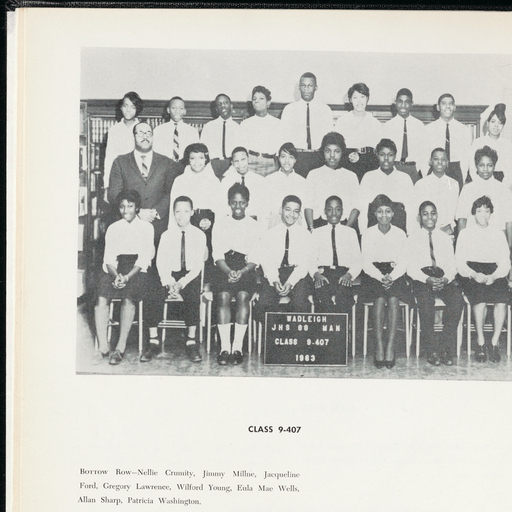 WADLEIGH
JHS 88 MAN
CLASS 9-407
1963
CLASS 9-407
Bottow Row—Nellie Crumity, Jimmy Millne, Jacqueline
Ford, Gregory Lawrence, Wilford Young, Eula Mae Wells,
Allan Sharp, Patricia Washington.